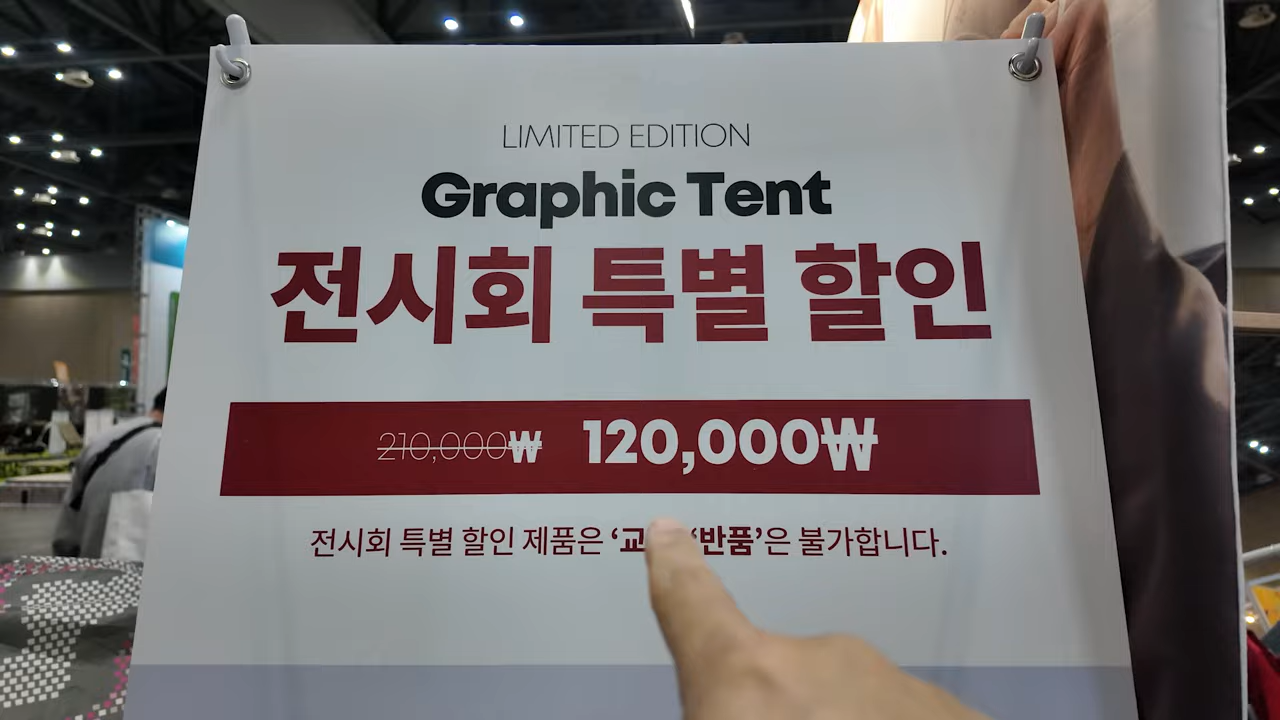 LIMITED EDITION
Graphic Tent
전시회 특별 할인
210,000₩ 120,000₩
전시회 특별 할인 제품은 ‘ ‘반품’은 불가합니다.